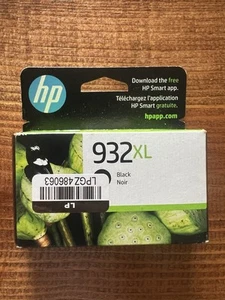 Download the free
HP Smart app.
Téléchargez l'application
HP Smart gratuite.
hpapp.com
hp
932XL
Black
Noir
LPGZ486063
LP